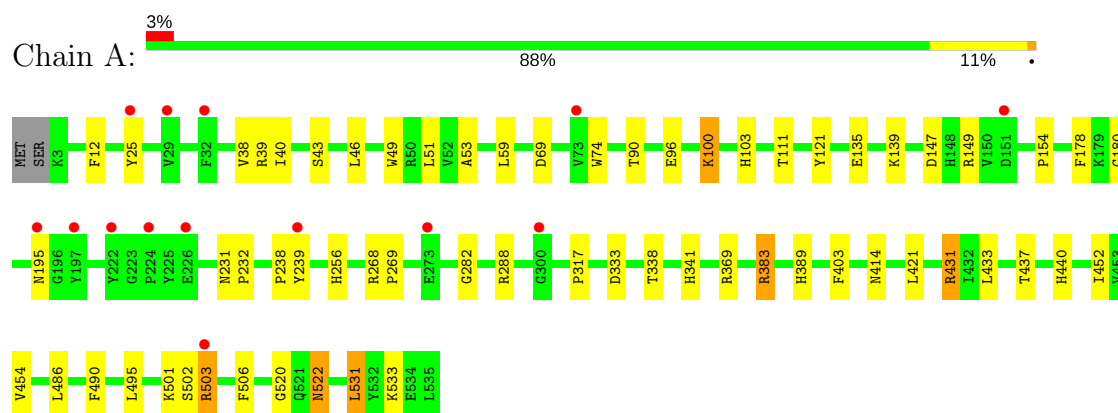 3%
Chain A:
88% 11% •
MET SER K3 F12 Y25 V29 F32 V38 R39 I40 S43 L46 W49 R50 L51 V52 A53 L59 D69 V73 W74 T90 E96 K100 H103 T111 Y121 E135 K139 D147 H148 R149 V150 D151 P154 F178 K179 G180
N195 G196 Y197 Y222 G223 P224 Y225 E226 N231 P232 P238 Y239 H256 R268 P269 E273 G282 R288 G300 P317 D333 T338 H341 R369 R383 H389 F403 N414 L421 R431 I432 L433 T437 H440 I452 V453
V454 L486 F490 L495 K501 S502 R503 F506 G520 Q521 N522 L531 Y532 K533 E534 L535